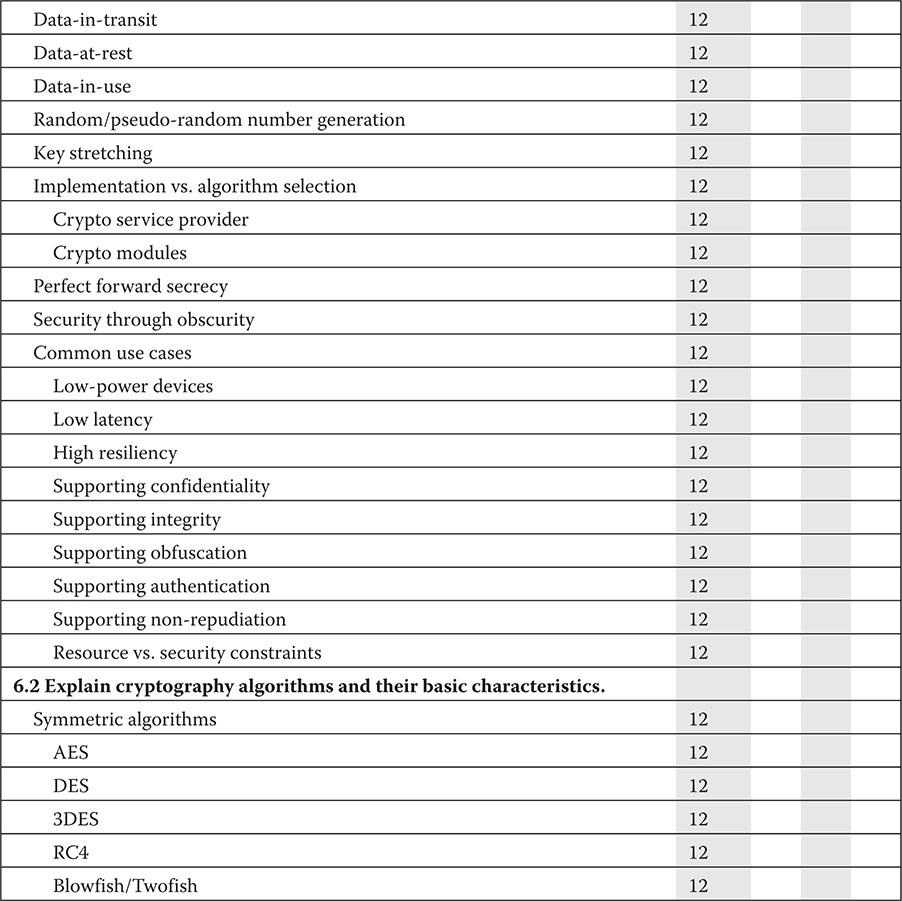 Data-in-transit 12
Data-at-rest 12
Data-in-use 12
Random/pseudo-random number generation 12
Key stretching 12
Implementation vs. algorithm selection 12
Crypto service provider 12
Crypto modules 12
Perfect forward secrecy 12
Security through obscurity 12
Common use cases 12
Low-power devices 12
Low latency 12
High resiliency 12
Supporting confidentiality 12
Supporting integrity 12
Supporting obfuscation 12
Supporting authentication 12
Supporting non-repudiation 12
Resource vs. security constraints 12
6.2 Explain cryptography algorithms and their basic characteristics.
Symmetric algorithms 12
AES 12
DES 12
3DES 12
RC4 12
Blowfish/Twofish 12